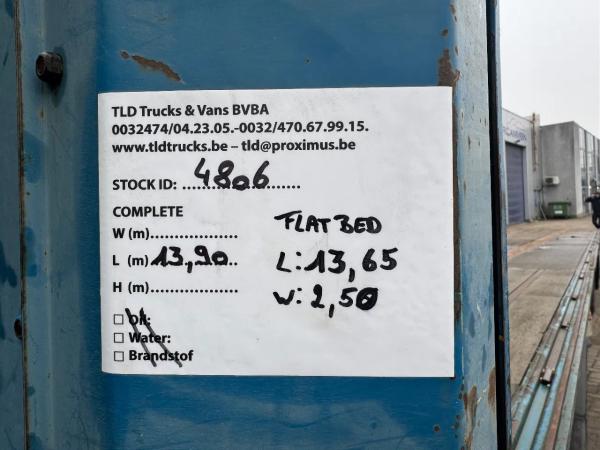 TLD Trucks & Vans BVBA
0032474/04.23.05.-0032/470.67.99.15.
www.tldtrucks.be – tld@proximus.be
STOCK ID: 4806
COMPLETE
W (m)..................
L (m) 13,90
H (m)..................
FLATBED
L: 13,65
W: 2,50
☐ Oil:
☐ Water:
☐ Brandstof